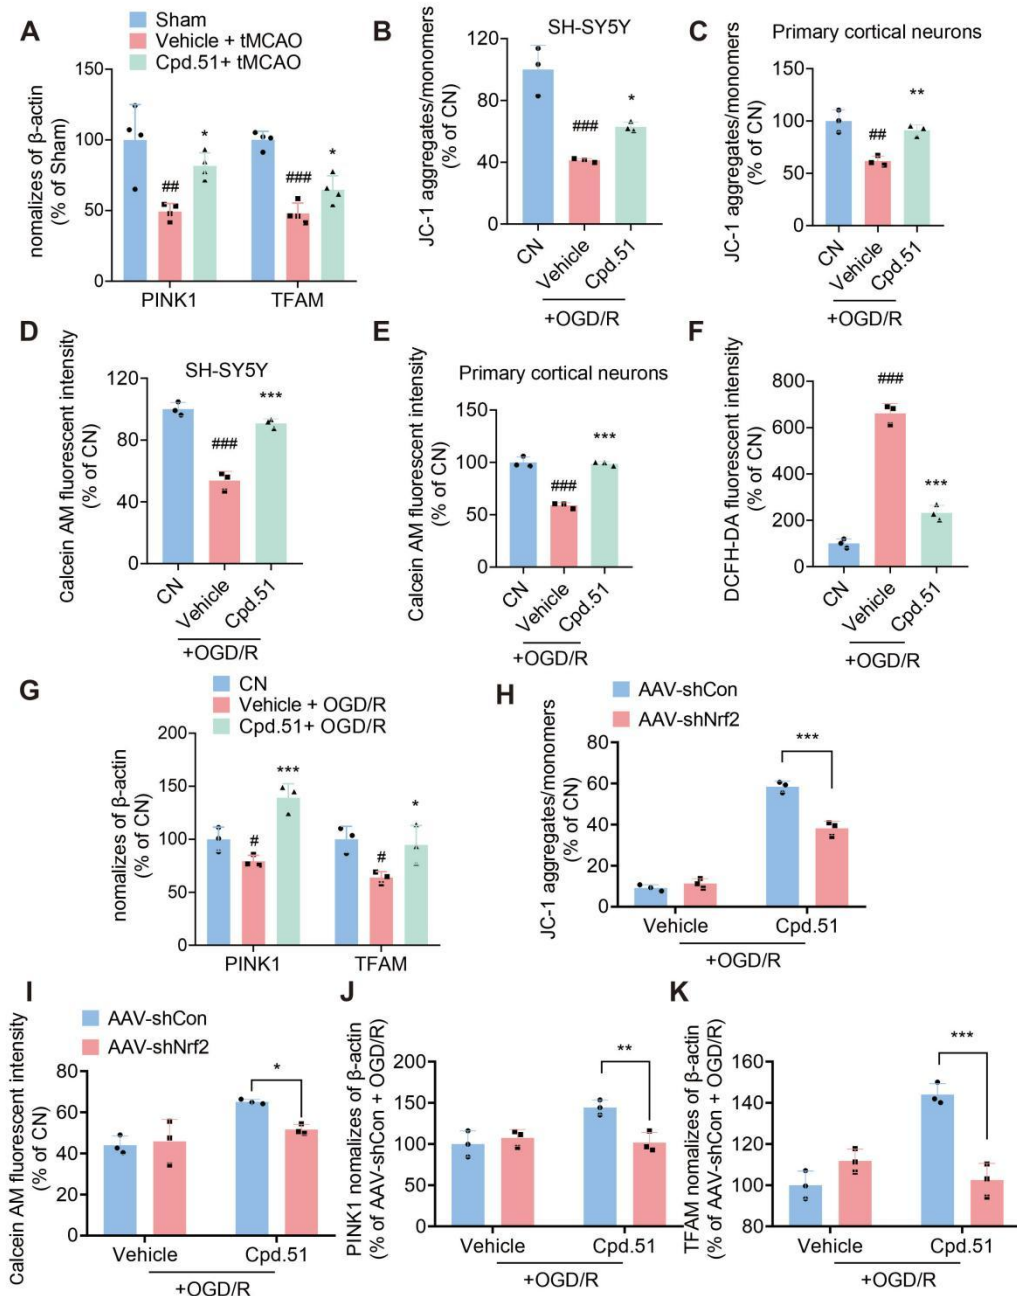 A
Sham
Vehicle + tMCAO
Cpd.51+ tMCAO
nomalizes of β-actin
(% of Sham)
150
100
50
0
##
*
###
*
PINK1
TFAM
B
SH-SY5Y
JC-1 aggregates/monomers
(% of CN)
120
80
40
0
###
*
CN
Vehicle
Cpd.51
+OGD/R
C
Primary cortical neurons
JC-1 aggregates/monomers
(% of CN)
150
100
50
0
##
**
CN
Vehicle
Cpd.51
+OGD/R
D
SH-SY5Y
Calcein AM fluorescent intensity
(% of CN)
120
80
40
0
###
***
CN
Vehicle
Cpd.51
+OGD/R
E
Primary cortical neurons
Calcein AM fluorescent intensity
(% of CN)
150
100
50
0
###
***
CN
Vehicle
Cpd.51
+OGD/R
F
DCFH-DA fluorescent intensity
(% of CN)
800
600
400
200
0
###
***
CN
Vehicle
Cpd.51
+OGD/R
G
CN
Vehicle + OGD/R
Cpd.51+ OGD/R
normalizes of β-actin
(% of CN)
200
150
100
50
0
#
***
#
*
PINK1
TFAM
H
AAV-shCon
AAV-shNrf2
JC-1 aggregates/monomers
(% of CN)
80
60
40
20
0
***
Vehicle
Cpd.51
+OGD/R
I
AAV-shCon
AAV-shNrf2
Calcein AM fluorescent intensity
(% of CN)
80
60
40
20
0
*
Vehicle
Cpd.51
+OGD/R
J
PINK1 nomalizes of β-actin
(% of AAV-shCon + OGD/R)
200
150
100
50
0
**
Vehicle
Cpd.51
+OGD/R
K
TFAM nomalizes of β-actin
(% of AAV-shCon + OGD/R)
160
140
120
100
80
***
Vehicle
Cpd.51
+OGD/R